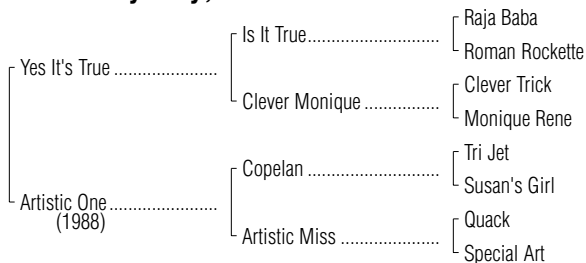 Raja Baba
Is It True
Roman Rockette
Yes It's True
Clever Trick
Clever Monique
Monique Rene
Tri Jet
Copelan
Susan's Girl
Artistic One
(1988)
Quack
Artistic Miss
Special Art